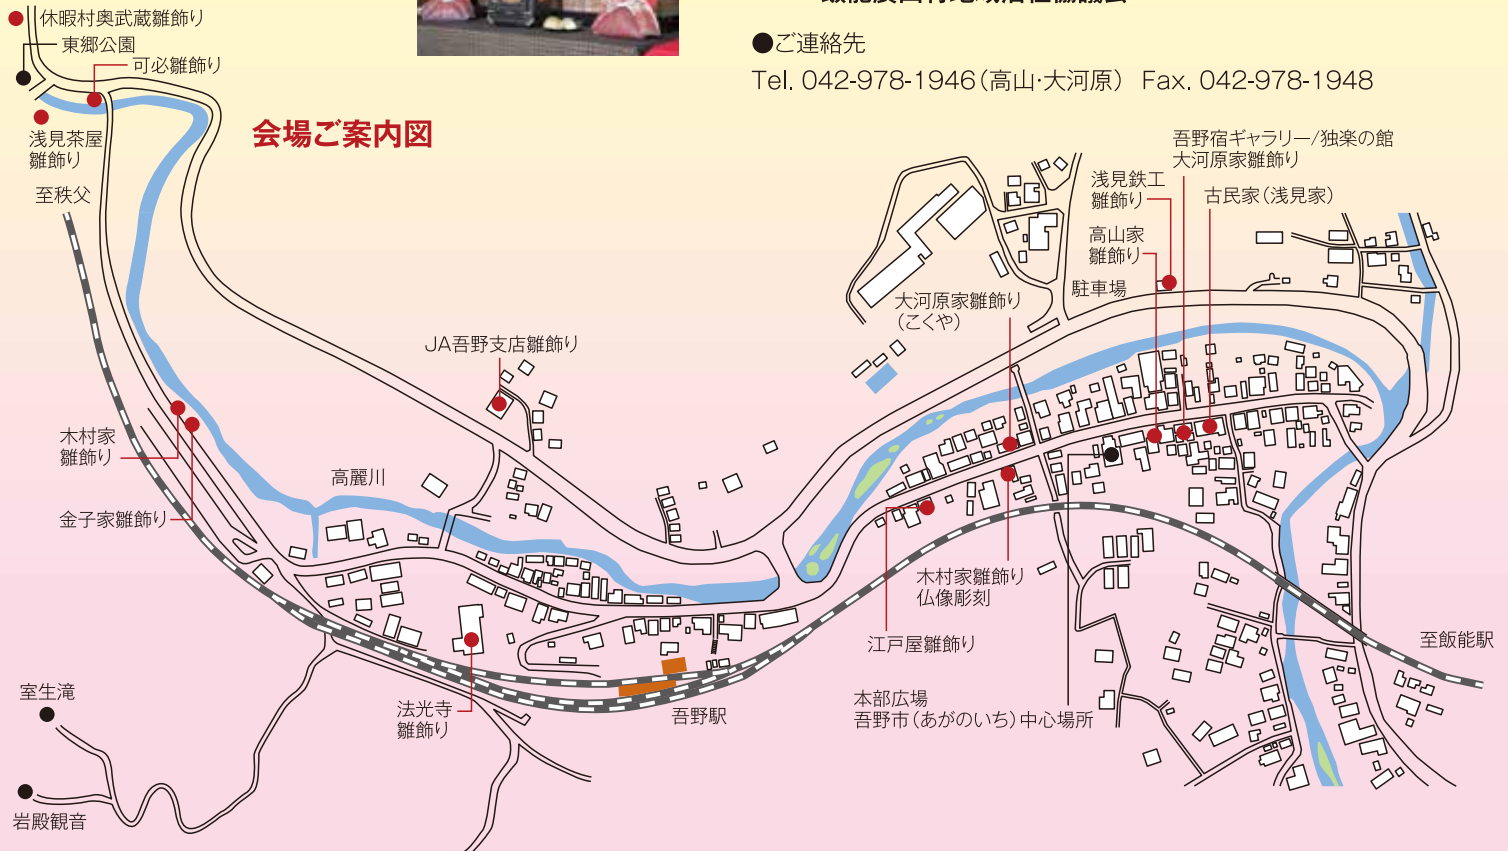 ●ご連絡先
Tel. 042-978-1946（高山・大河原） Fax. 042-978-1948
会場ご案内図
休暇村奥武蔵雛飾り
東郷公園
可必雛飾り
浅見茶屋
雛飾り
至秩父
吾野宿ギャラリー/独楽の館
大河原家雛飾り
浅見鉄工
雛飾り
古民家（浅見家）
高山家
雛飾り
駐車場
大河原家雛飾り
（こくや）
JA吾野支店雛飾り
木村家
雛飾り
高麗川
金子家雛飾り
木村家雛飾り
仏像彫刻
江戸屋雛飾り
至飯能駅
本部広場
吾野市（あがのいち）中心場所
法光寺
雛飾り
吾野駅
室生滝
岩殿観音